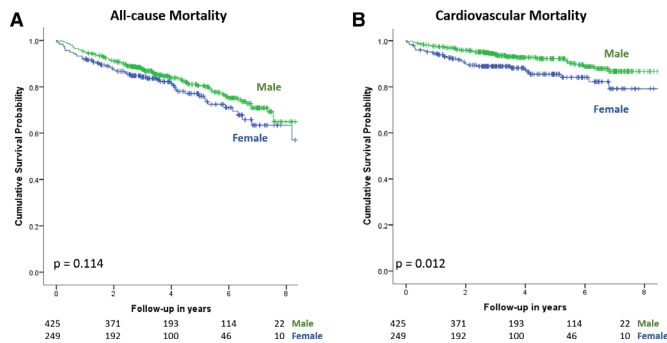 A
All-cause Mortality
Cumulative Survival Probability
1.0
0.8
0.6
0.4
0.2
0.0
Male
Female
p = 0.114
0 2 4 6 8
Follow-up in years
425 371 193 114 22 Male
249 192 100 46 10 Female
B
Cardiovascular Mortality
Cumulative Survival Probability
1.0
0.8
0.6
0.4
0.2
0.0
Male
Female
p = 0.012
0 2 4 6 8
Follow-up in years
425 371 193 114 22 Male
249 192 100 46 10 Female